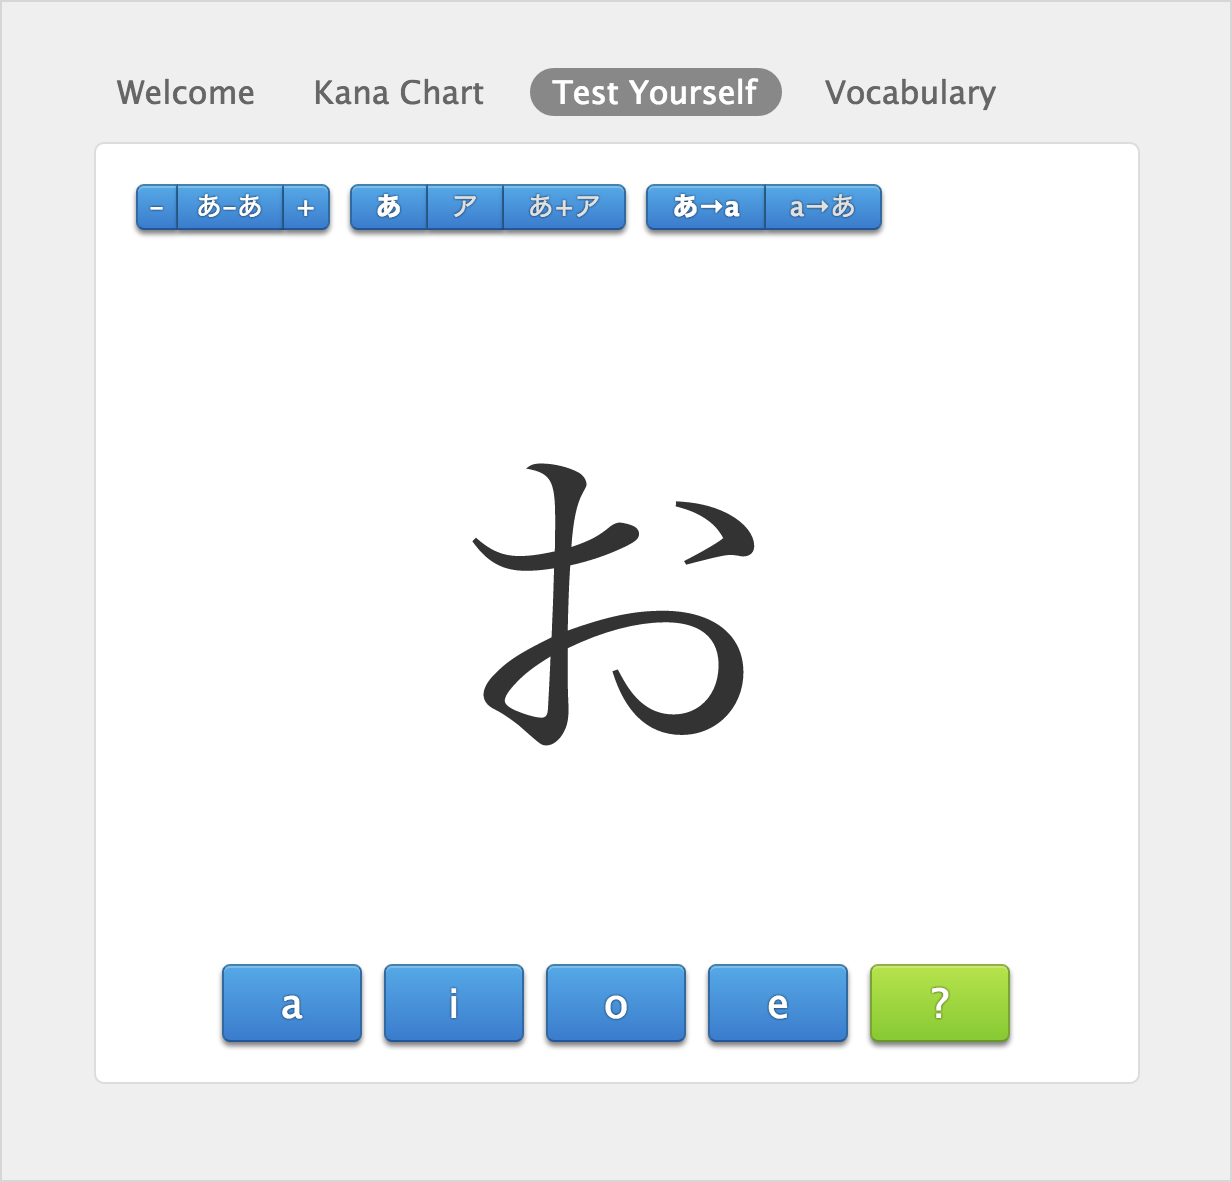 Welcome Kana Chart Test Yourself Vocabulary
– あ–あ + あ ア あ+ア あ→a a→あ
お
a i o e ?